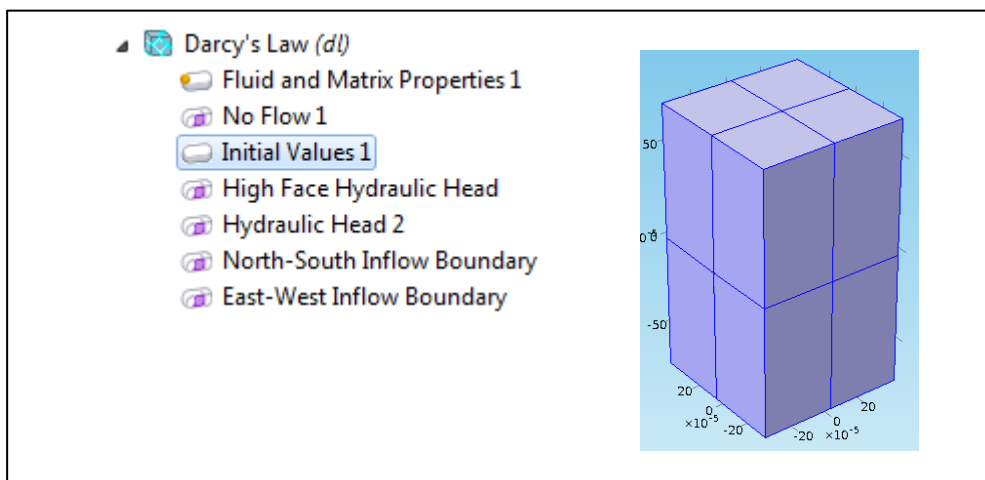 Darcy's Law (dl)
Fluid and Matrix Properties 1
No Flow 1
Initial Values 1
High Face Hydraulic Head
Hydraulic Head 2
North-South Inflow Boundary
East-West Inflow Boundary
50
0
-50
20
0
×10⁻⁵
-20
-20
0
×10⁻⁵
20